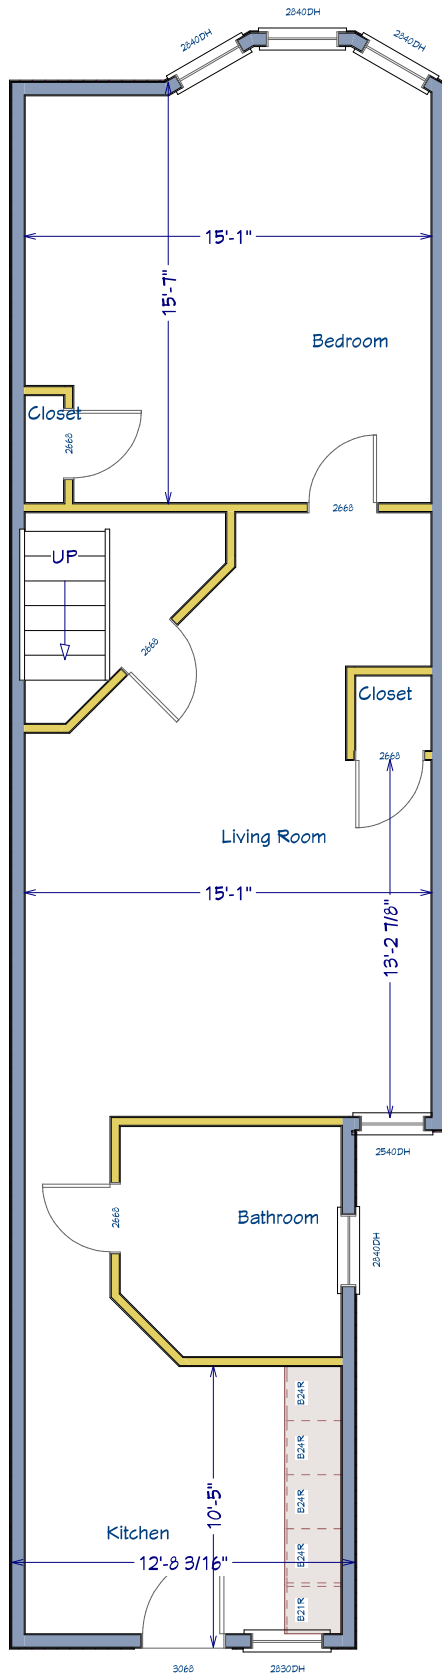 2840DH
2840DH
2840DH
15'-1"
15'-7"
Bedroom
Closet
2668
2668
UP
2668
Closet
2668
Living Room
15'-1"
13'-2 7/8"
2540DH
2668
Bathroom
2840DH
B24R
B24R
B24R
10'-5"
Kitchen
B24R
12'-8 3/16"
B21R
3068
2830DH